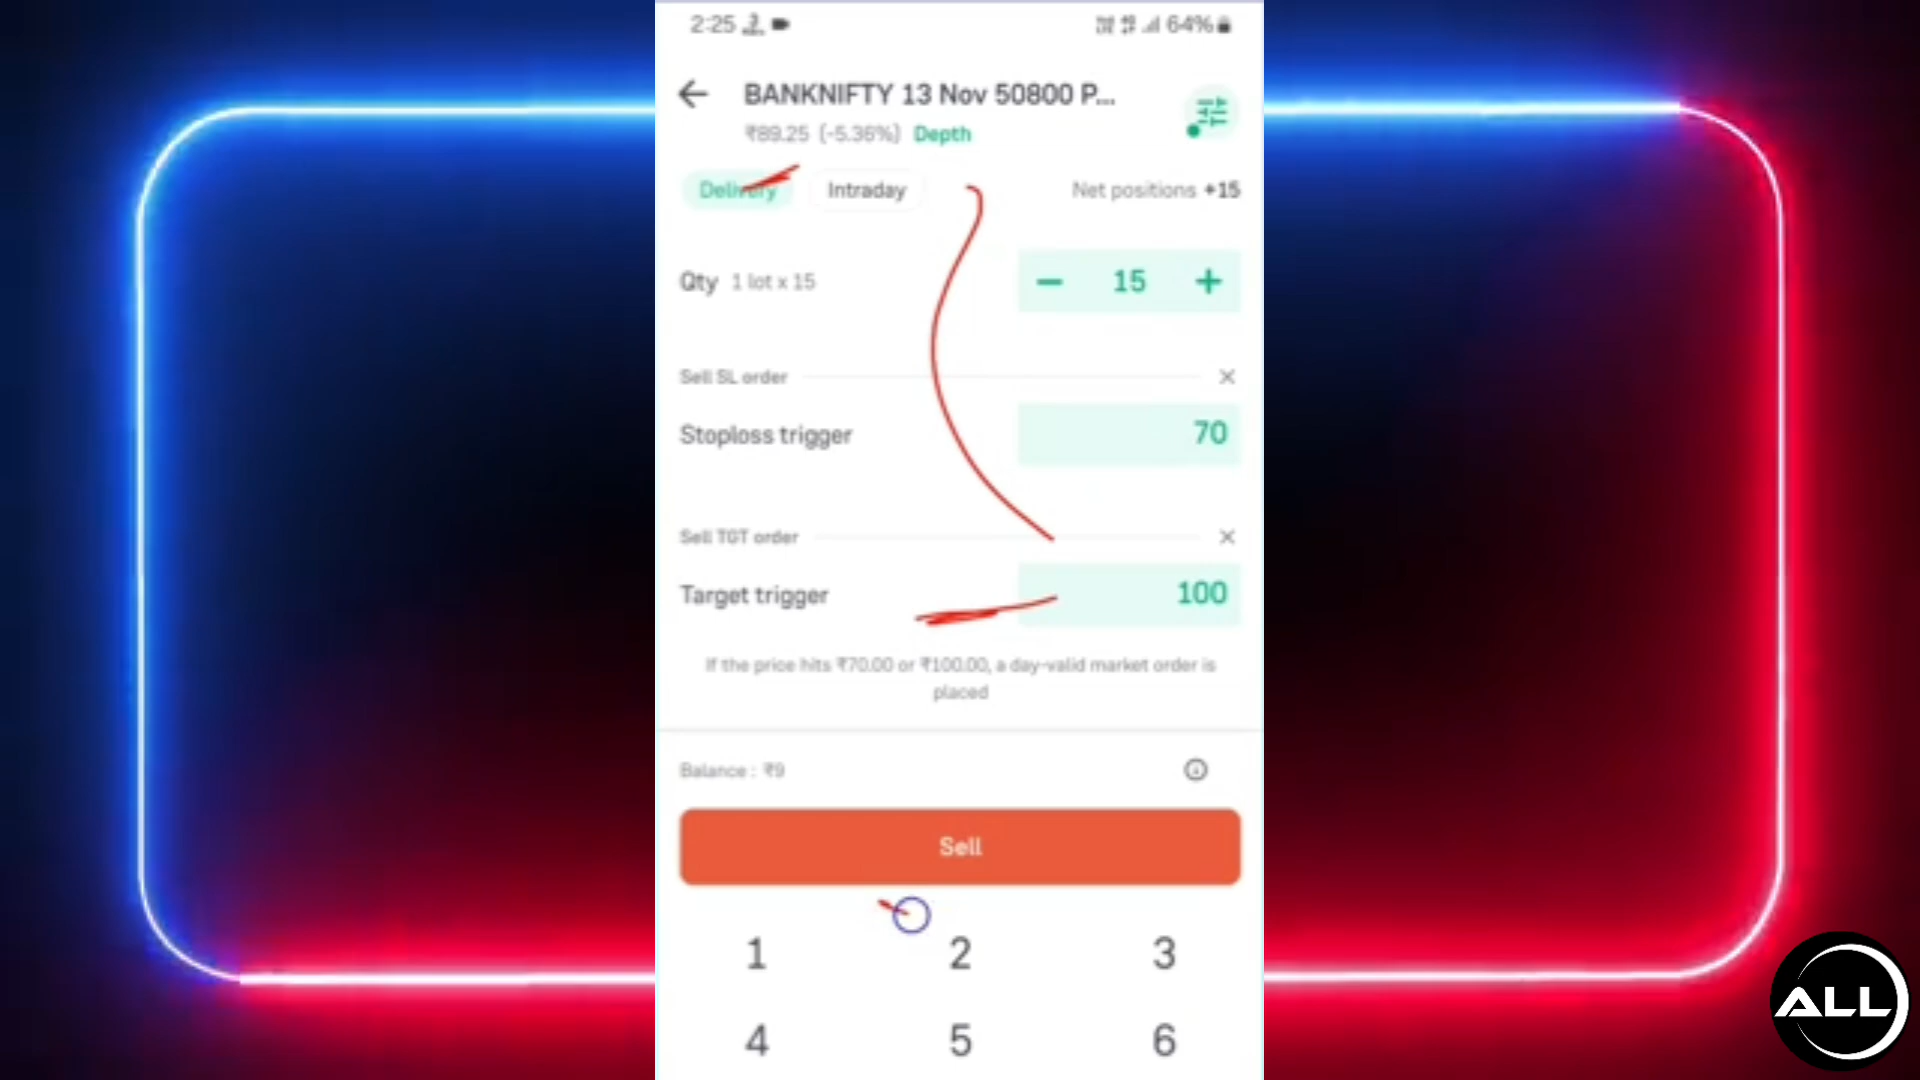 2:25 64%
BANKNIFTY 13 Nov 50800 P...
₹89.25 (-5.36%) Depth
Delivery Intraday Net positions +15
Qty 1 lot x 15 15
Sell SL order
Stoploss trigger 70
Sell TGT order
Target trigger 100
If the price hits ₹70.00 or ₹100.00, a day-valid market order is
placed
Balance : ₹9
Sell
1 2 3
4 5 6
ALL